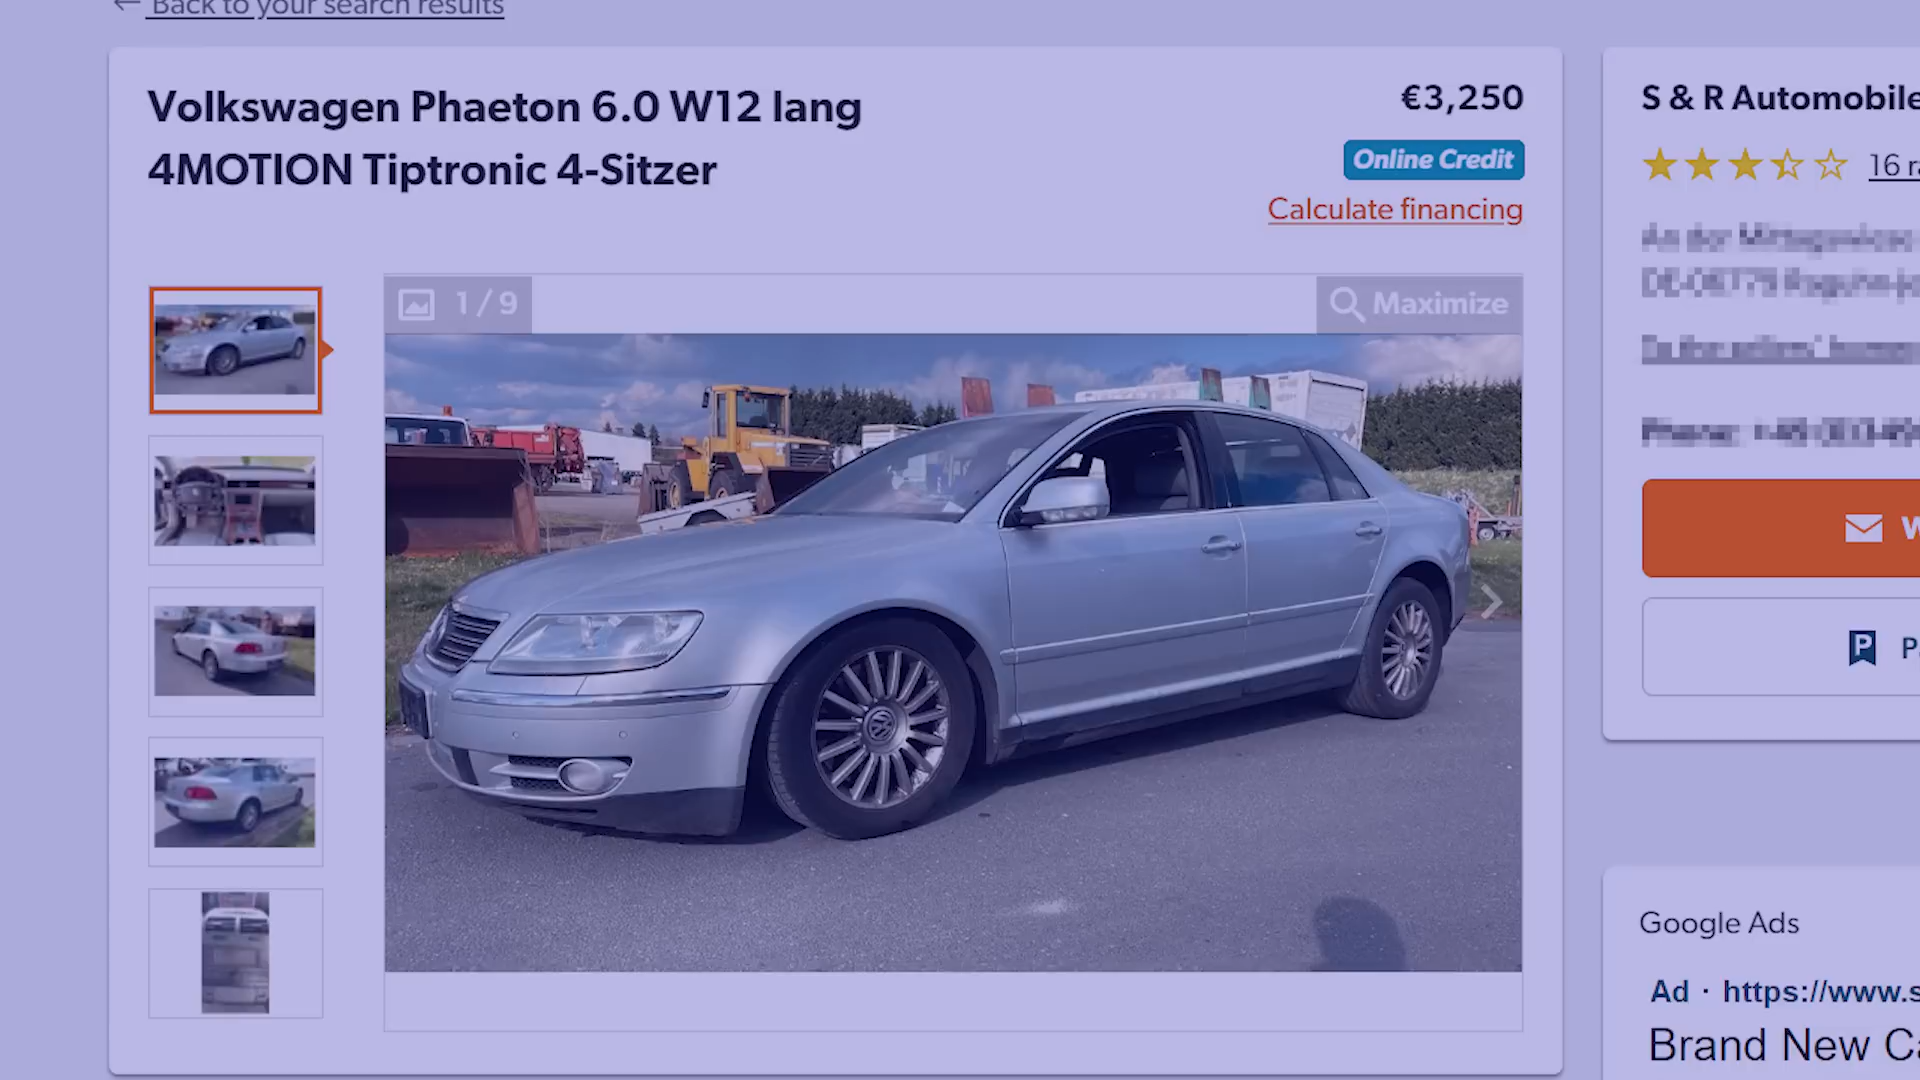 ← Back to your search results
Volkswagen Phaeton 6.0 W12 lang
4MOTION Tiptronic 4-Sitzer
€3,250
Online Credit
Calculate financing
1 / 9
Maximize
S & R Automobile
16
Phone:
P
Google Ads
Ad · https://www.s
Brand New